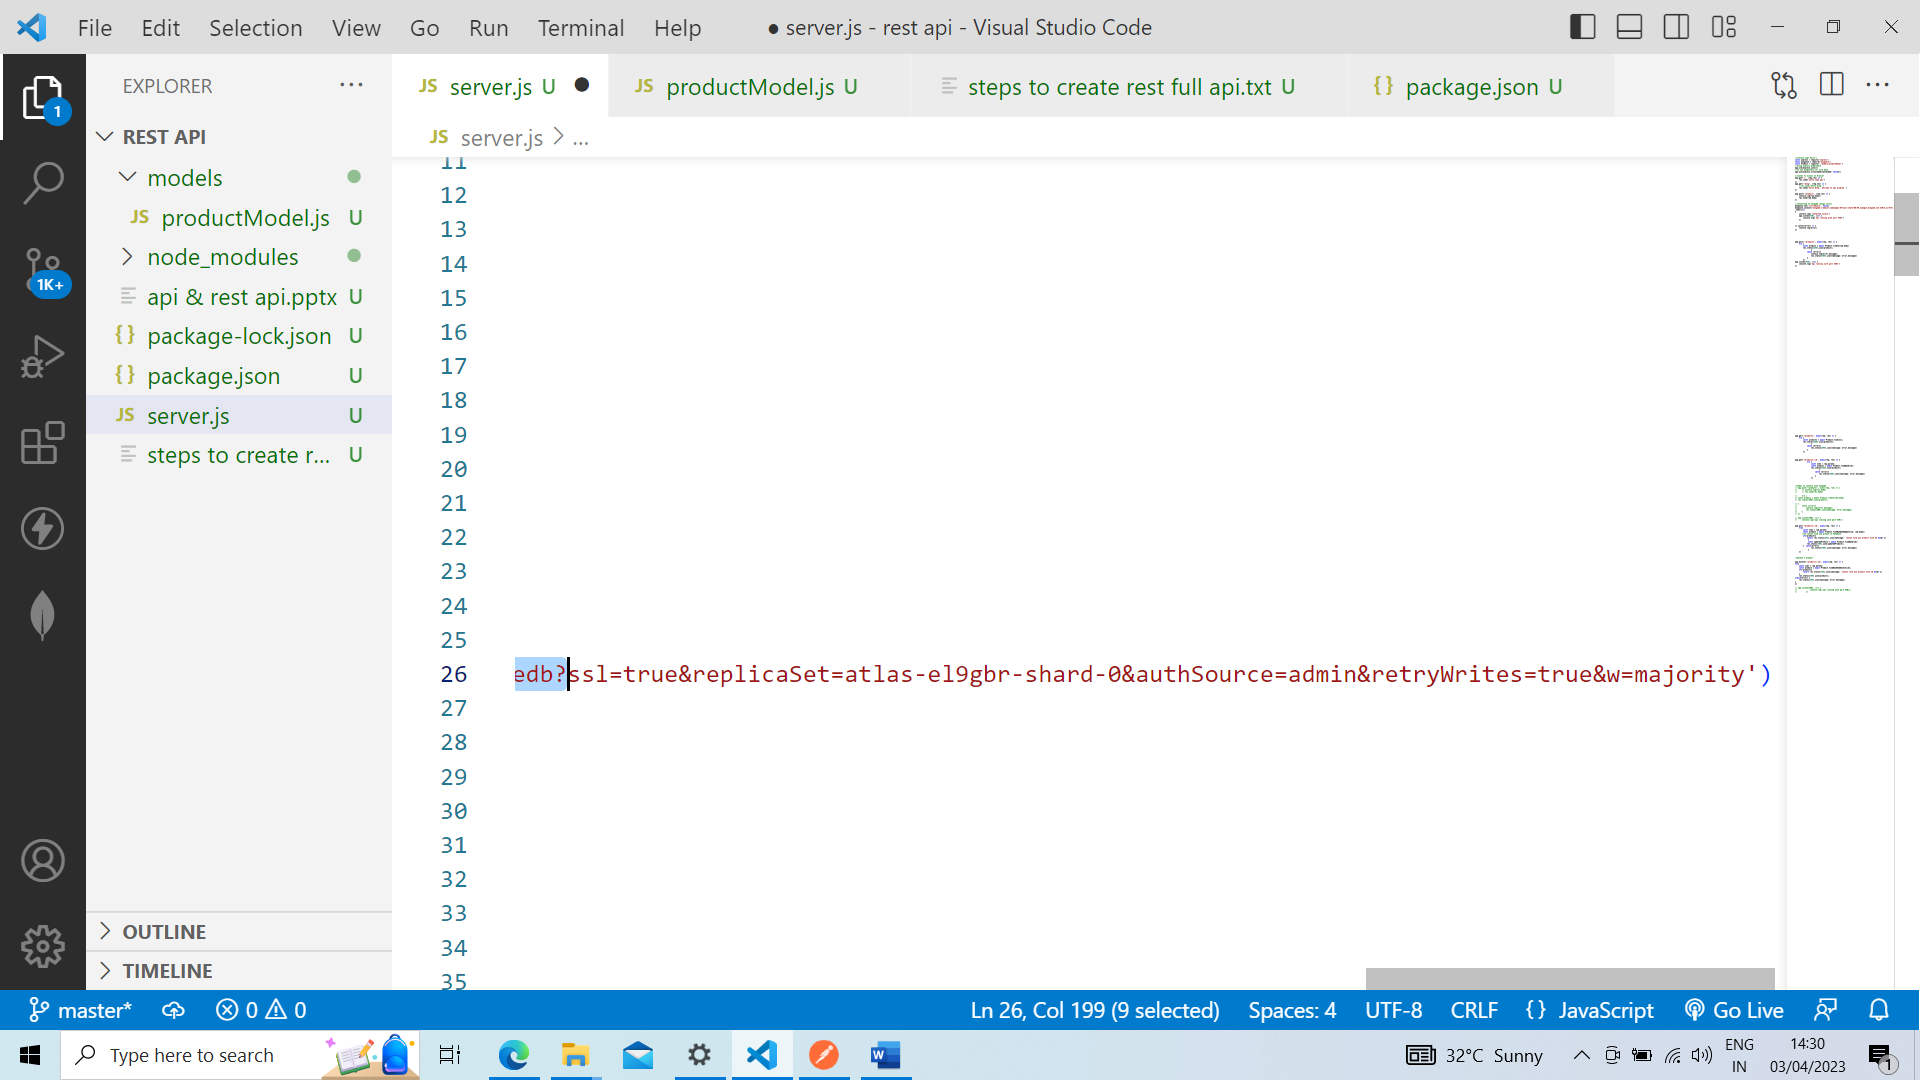 File Edit Selection View Go Run Terminal Help
● server.js - rest api - Visual Studio Code
EXPLORER
REST API
models
JS productModel.js U
node_modules
api & rest api.pptx U
{} package-lock.json U
{} package.json U
JS server.js U
steps to create r... U
OUTLINE
TIMELINE
1
1K+
JS server.js U ●
JS productModel.js U
steps to create rest full api.txt U
{} package.json U
JS server.js > ...
11
12
13
14
15
16
17
18
19
20
21
22
23
24
25
26 edb?ssl=true&replicaSet=atlas-el9gbr-shard-0&authSource=admin&retryWrites=true&w=majority')
27
28
29
30
31
32
33
34
35
master* 0 0 Ln 26, Col 199 (9 selected) Spaces: 4 UTF-8 CRLF {} JavaScript Go Live
Type here to search
32°C Sunny
ENG
IN
14:30
03/04/2023
1